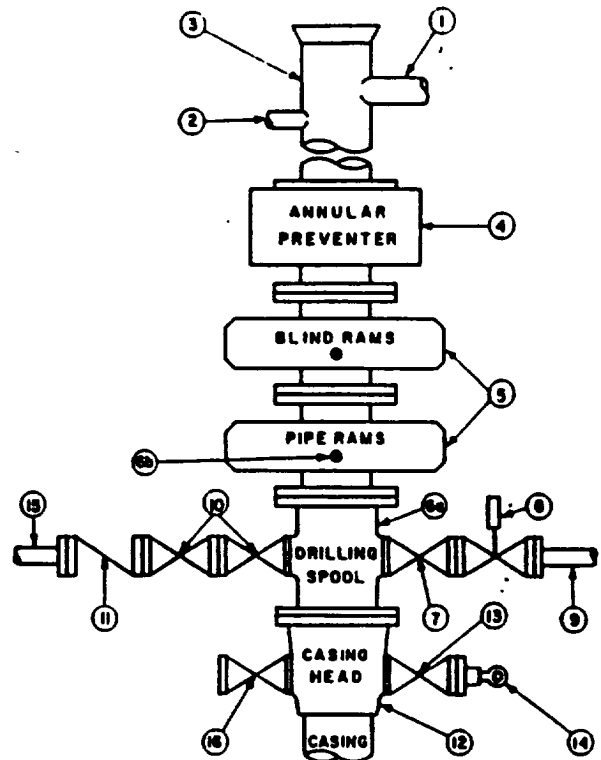 1
3
2
ANNULAR
PREVENTER
4
BLIND RAMS
5
PIPE RAMS
6b
10
6a
8
15
DRILLING
SPOOL
11
7
9
13
CASING
HEAD
16
12
14
CASING